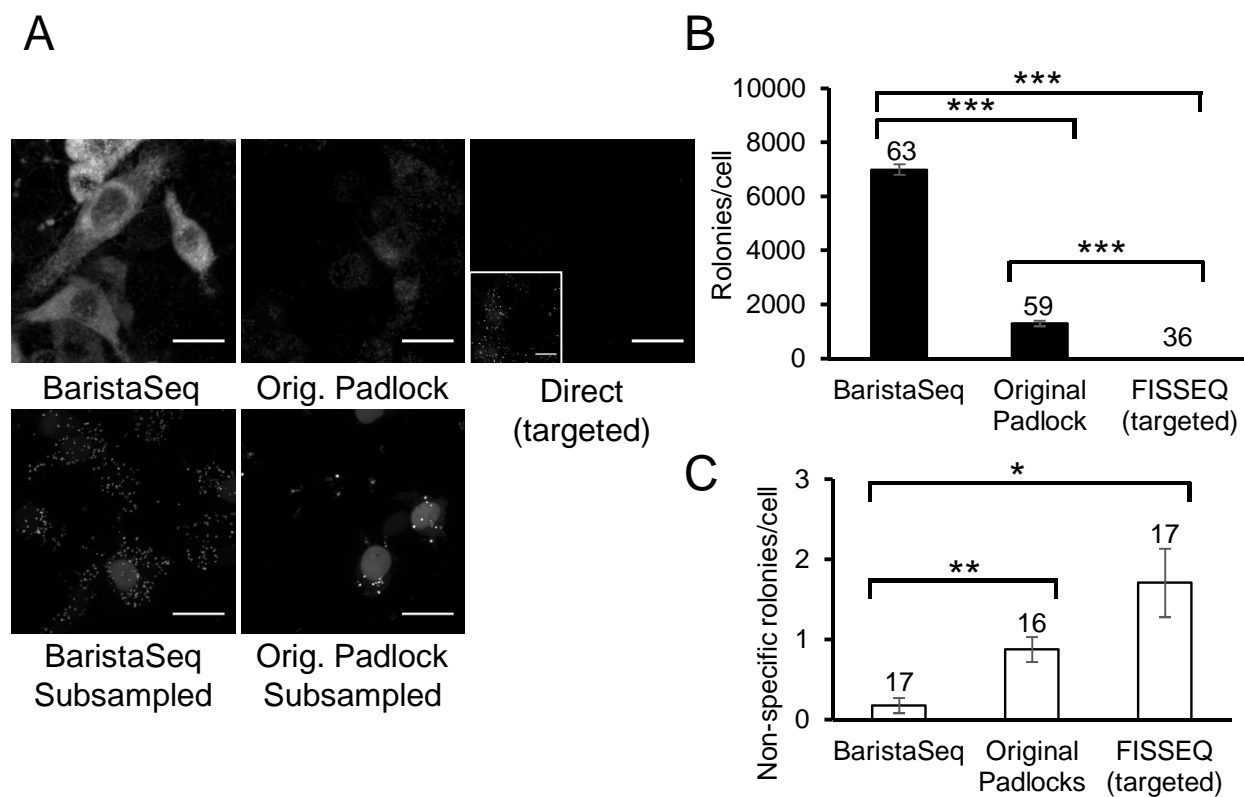 A
BaristaSeq
Orig. Padlock
Direct
(targeted)
BaristaSeq
Subsampled
Orig. Padlock
Subsampled
B
Rolonies/cell
10000
8000
6000
4000
2000
0
***
***
***
63
59
36
BaristaSeq
Original
Padlock
FISSEQ
(targeted)
C
Non-specific rolonies/cell
3
2
1
0
*
**
17
16
17
BaristaSeq
Original
Padlocks
FISSEQ
(targeted)